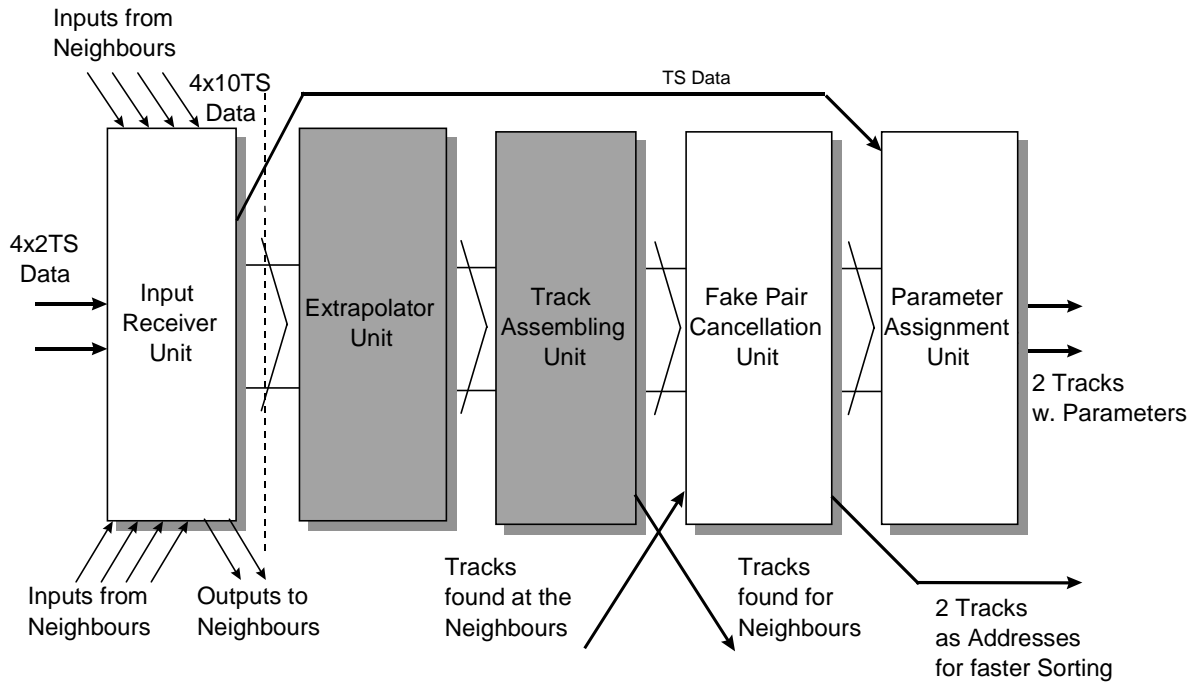 Inputs from
Neighbours
4x10TS
Data
TS Data
4x2TS
Data
Input
Receiver
Unit
Extrapolator
Unit
Track
Assembling
Unit
Fake Pair
Cancellation
Unit
Parameter
Assignment
Unit
2 Tracks
w. Parameters
Inputs from
Neighbours
Outputs to
Neighbours
Tracks
found at the
Neighbours
Tracks
found for
Neighbours
2 Tracks
as Addresses
for faster Sorting